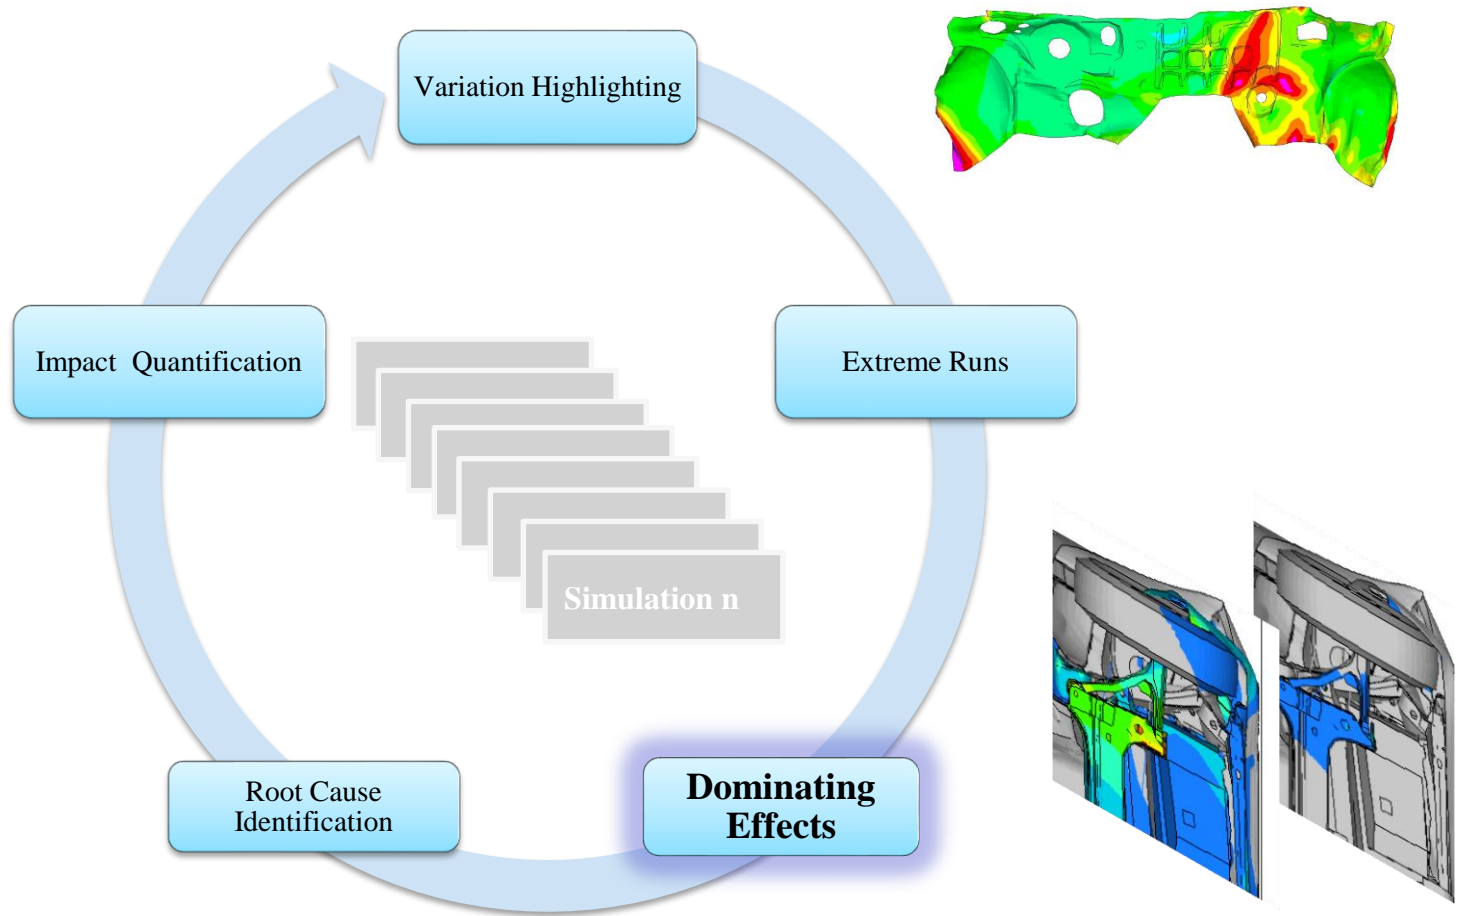 Variation Highlighting
Impact Quantification
Extreme Runs
Simulation n
Root Cause
Identification
Dominating
Effects